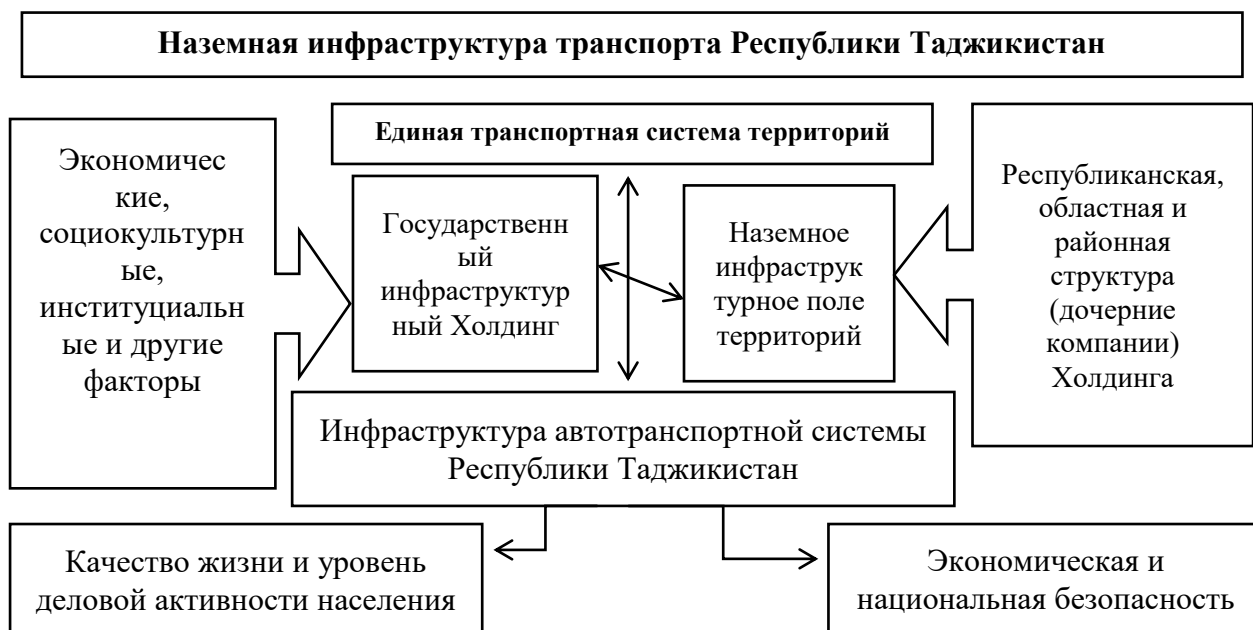 Наземная инфраструктура транспорта Республики Таджикистан
Единая транспортная система территорий
Экономичес
кие,
социокультурн
ые,
институциальн
ые и другие
факторы
Государственн
ый
инфраструктур
ный Холдинг
Наземное
инфраструк
турное поле
территорий
Республиканская,
областная и
районная
структура
(дочерние
компании)
Холдинга
Инфраструктура автотранспортной системы
Республики Таджикистан
Качество жизни и уровень
деловой активности населения
Экономическая и
национальная безопасность